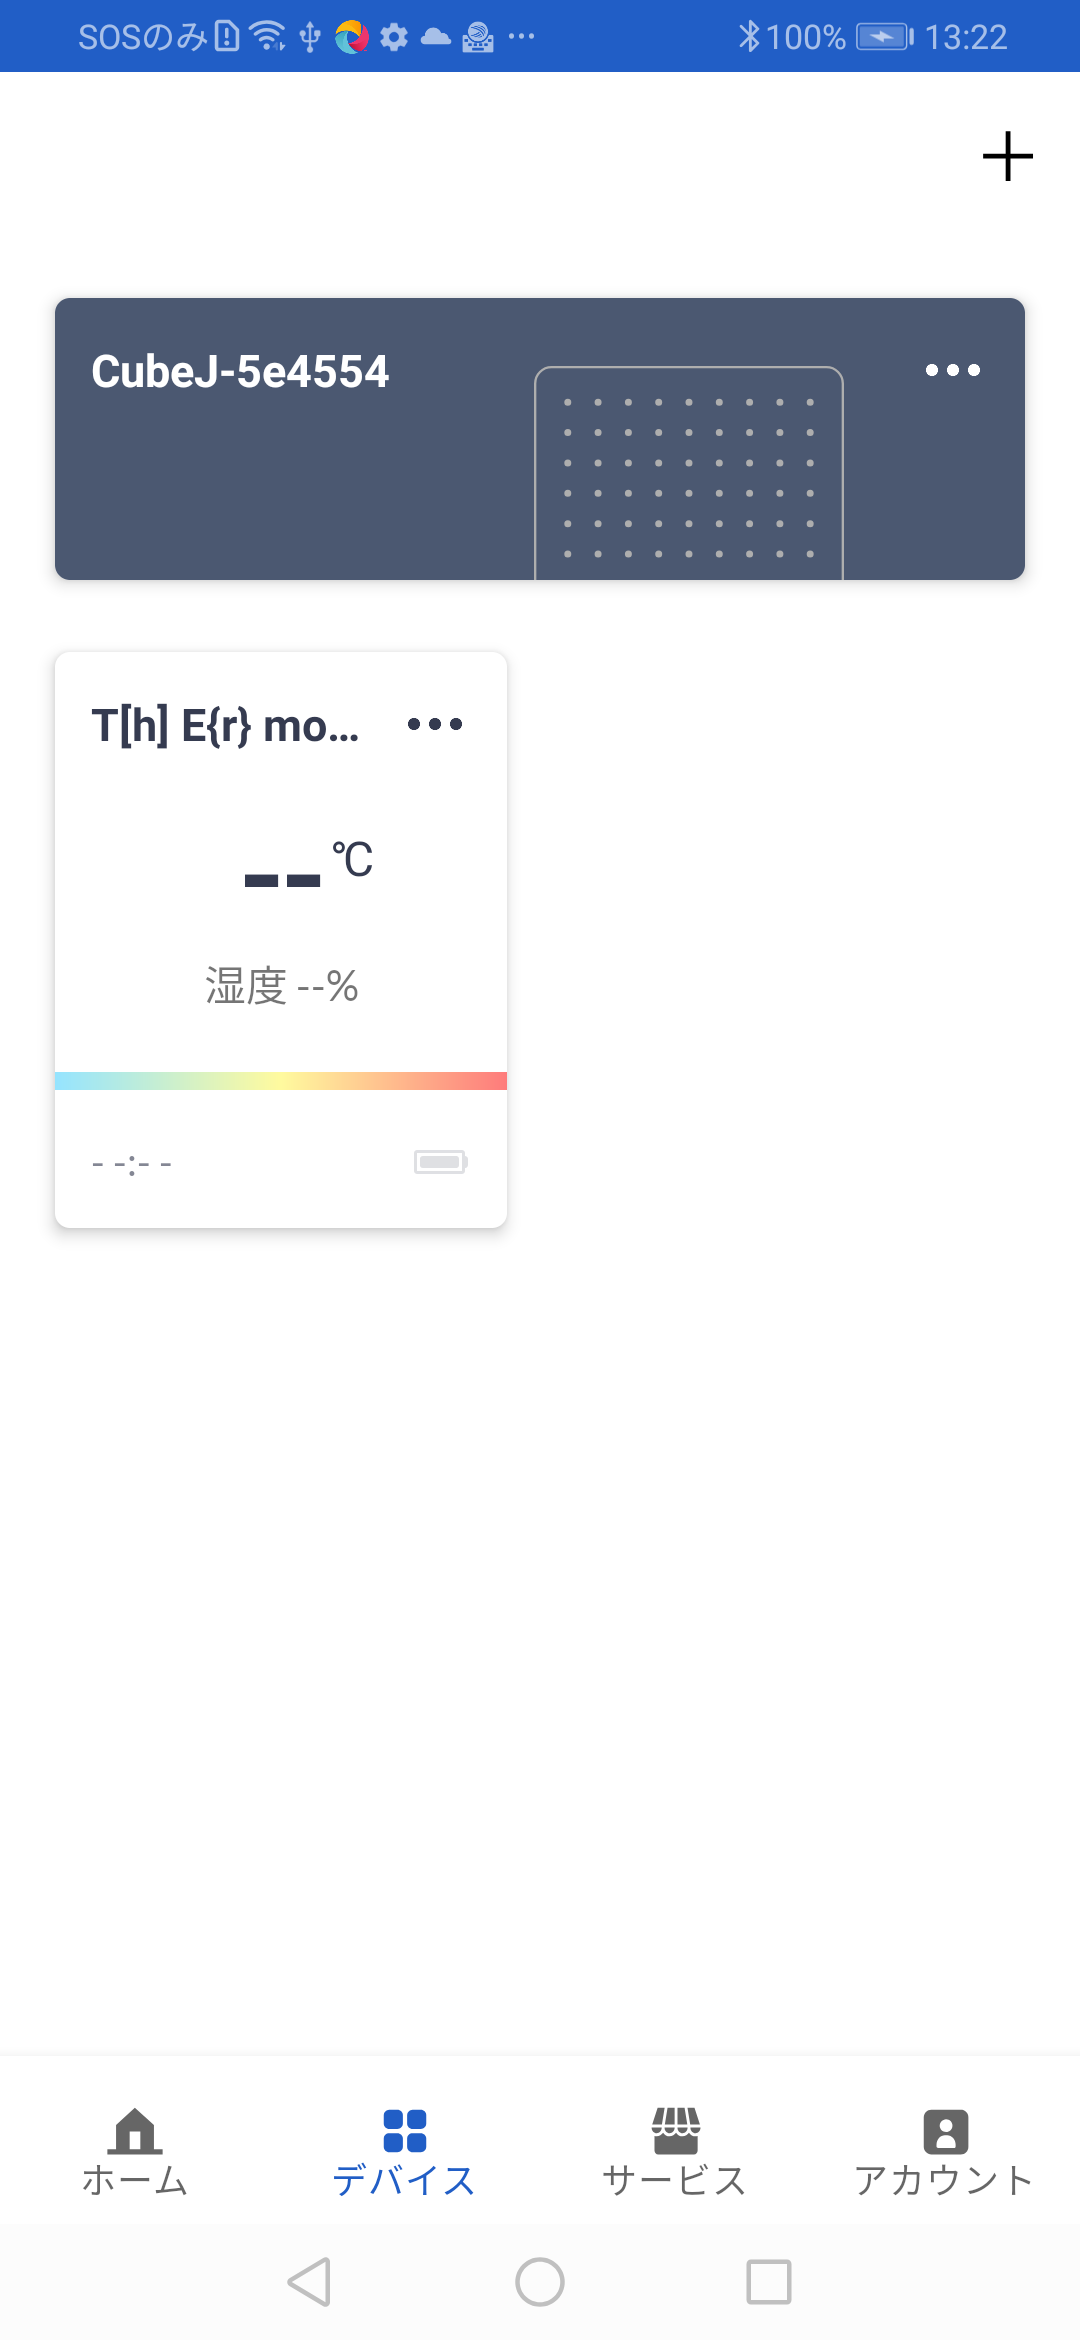 SOSのみ 100% 13:22
CubeJ-5e4554
T[h] E{r} mo...
--℃
湿度 --%
- -:- -
ホーム デバイス サービス アカウント